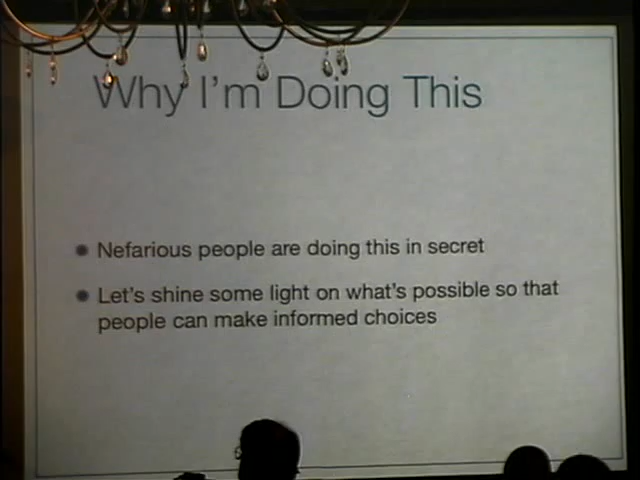 Why I'm Doing This
Nefarious people are doing this in secret
Let's shine some light on what's possible so that
people can make informed choices